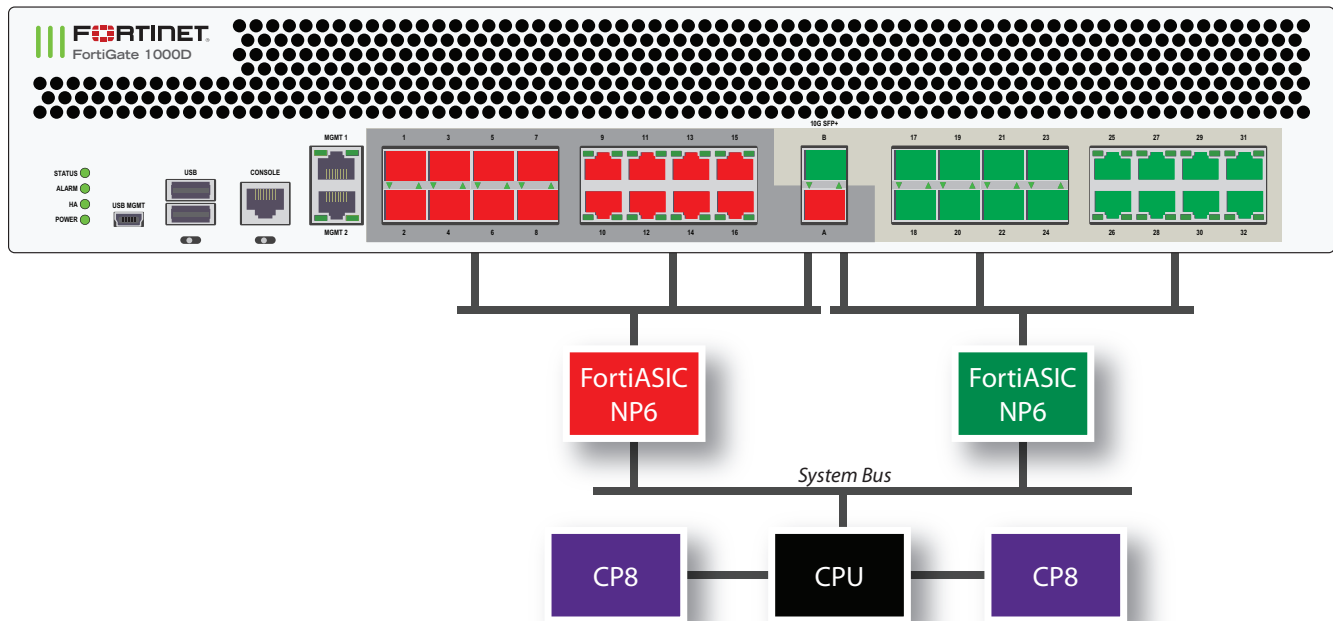 FORTINET
FortiGate 1000D
10G SFP+
MGMT 1 1 3 5 7 9 11 13 15 B 17 19 21 23 25 27 29 31
STATUS
ALARM
HA
POWER
USB MGMT
USB
CONSOLE
MGMT 2 2 4 6 8 10 12 14 16 A 18 20 22 24 26 28 30 32
FortiASIC
NP6
FortiASIC
NP6
System Bus
CP8
CPU
CP8